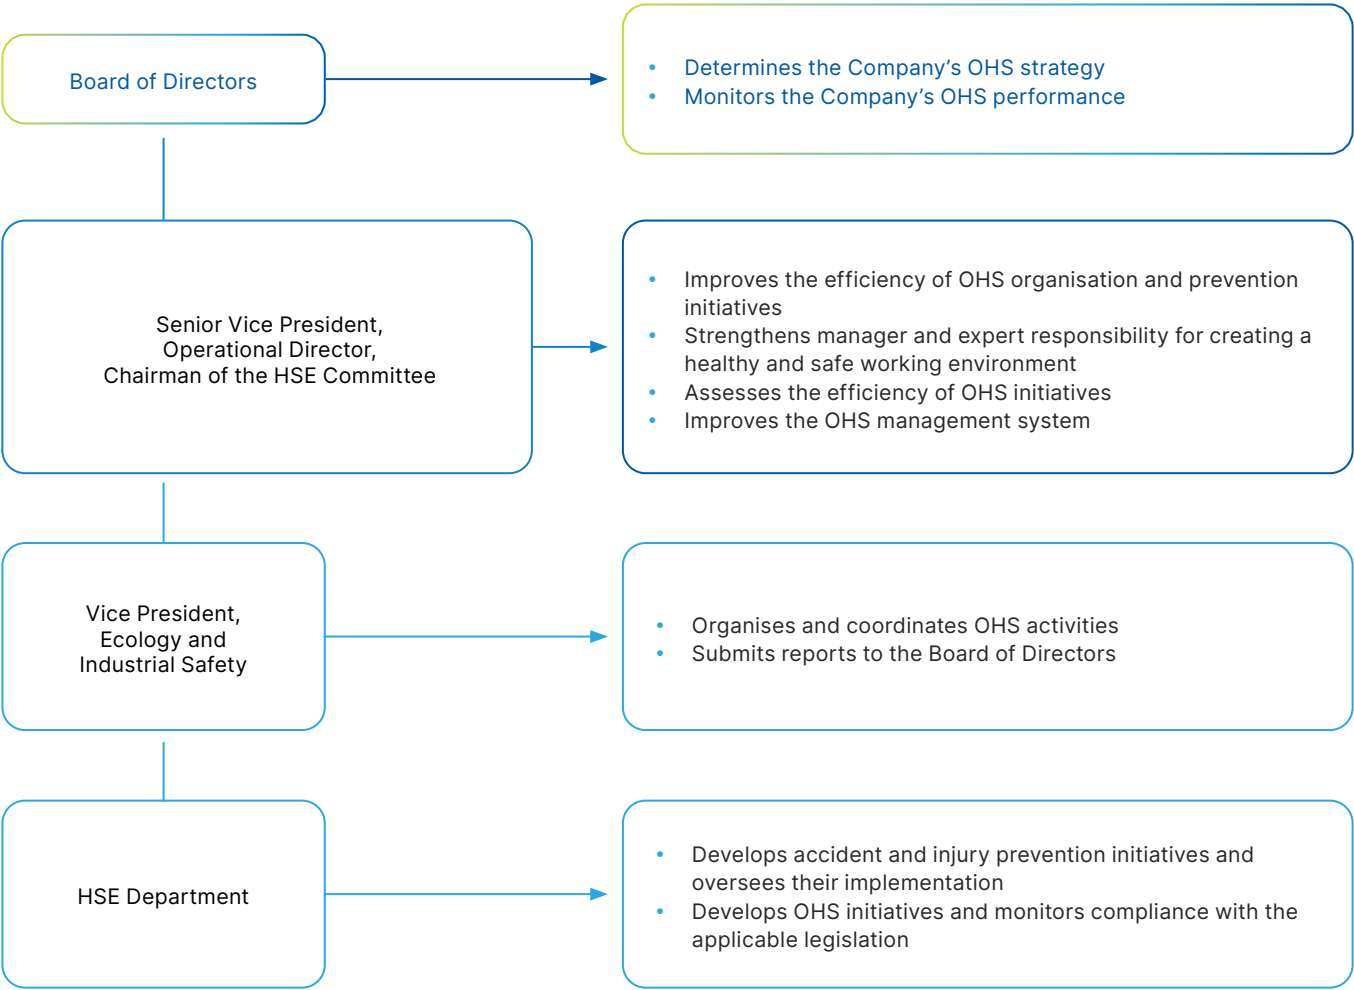 Board of Directors
• Determines the Company’s OHS strategy
• Monitors the Company’s OHS performance
Senior Vice President,
Operational Director,
Chairman of the HSE Committee
• Improves the efficiency of OHS organisation and prevention
initiatives
• Strengthens manager and expert responsibility for creating a
healthy and safe working environment
• Assesses the efficiency of OHS initiatives
• Improves the OHS management system
Vice President,
Ecology and
Industrial Safety
• Organises and coordinates OHS activities
• Submits reports to the Board of Directors
HSE Department
• Develops accident and injury prevention initiatives and
oversees their implementation
• Develops OHS initiatives and monitors compliance with the
applicable legislation